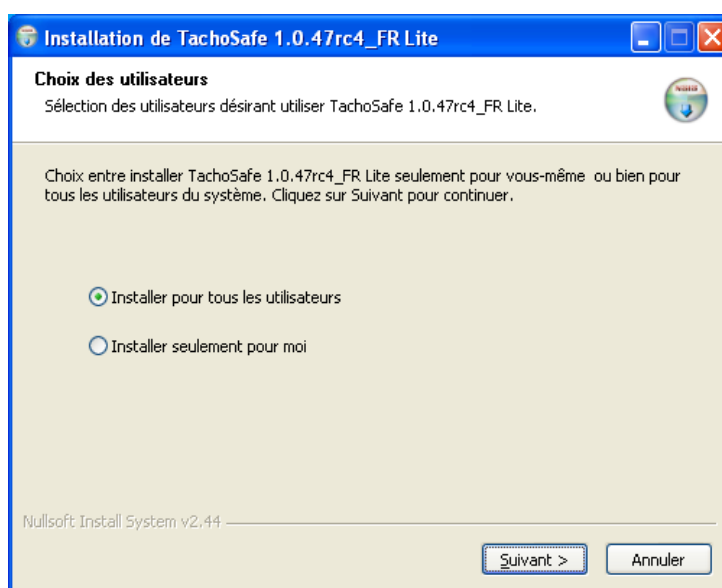 Installation de TachoSafe 1.0.47rc4_FR Lite
Choix des utilisateurs
Sélection des utilisateurs désirant utiliser TachoSafe 1.0.47rc4_FR Lite.
Choix entre installer TachoSafe 1.0.47rc4_FR Lite seulement pour vous-même ou bien pour
tous les utilisateurs du système. Cliquez sur Suivant pour continuer.
Installer pour tous les utilisateurs
Installer seulement pour moi
Nullsoft Install System v2.44
Suivant >
Annuler